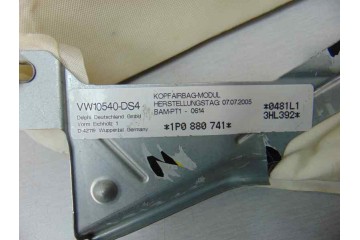 KOPFAIRBAG-MODUL
VW10540-DS4
HERSTELLUNGSTAG: 07.07.2005
Delphi Deutschland GmbH
BAM-PT1 - 0614
Vorm Eichholz 1
D-42119 Wuppertal Germany
*1P0 880 741*
*0481L1
3HL392*